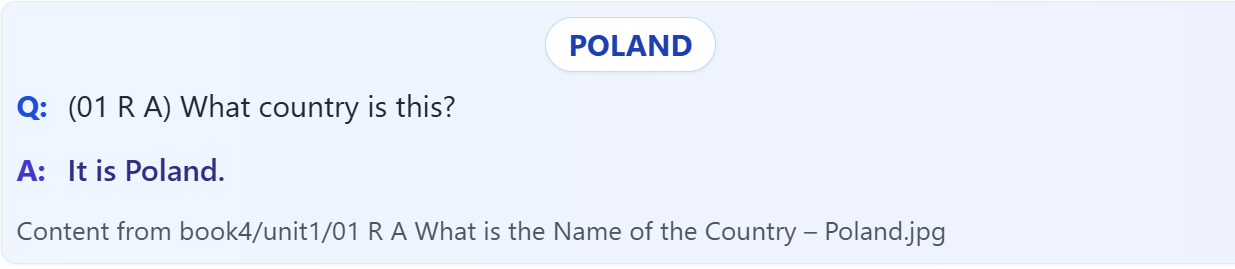 POLAND
Q: (01 R A) What country is this?
A: It is Poland.
Content from book4/unit1/01 R A What is the Name of the Country – Poland.jpg